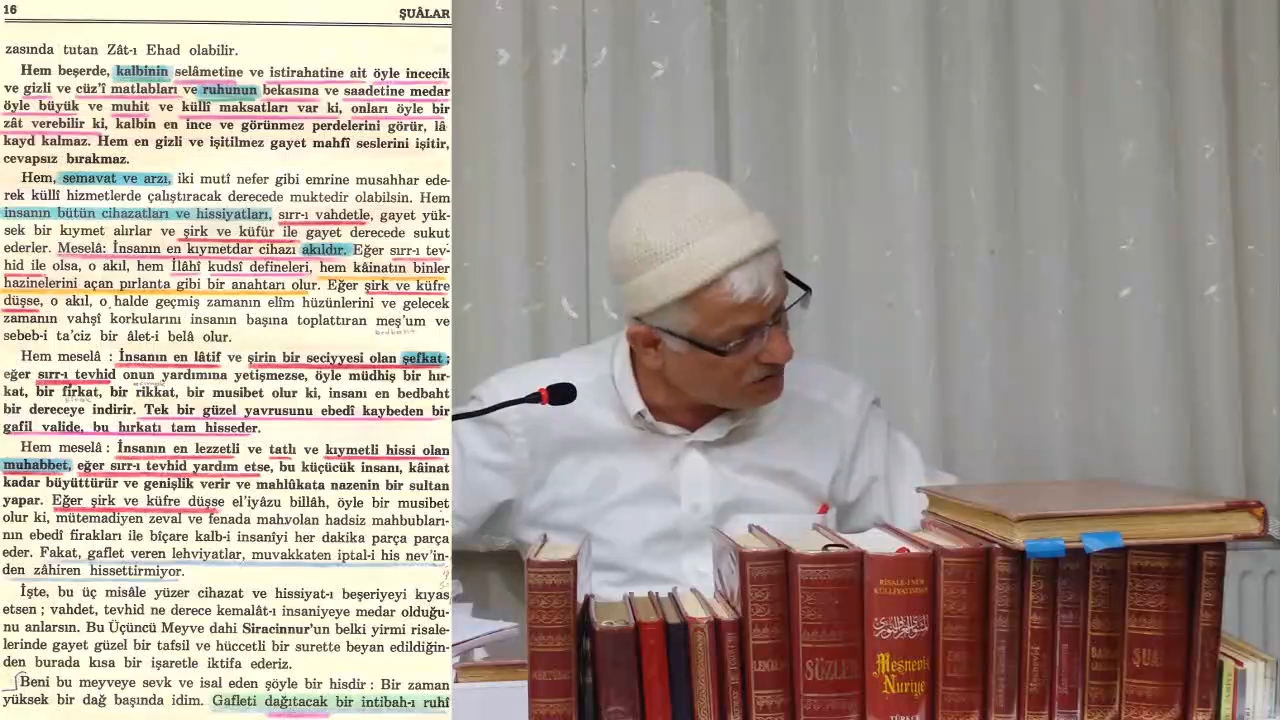 16
ŞUÂLAR
zasında tutan Zât-ı Ehad olabilir.
Hem beşerde, kalbinin selâmetine ve istirahatine ait öyle incecik
ve gizli ve cüz'î matlabları ve ruhunun bekasına ve saadetine medar
öyle büyük ve muhit ve küllî maksatları var ki, onları öyle bir
zât verebilir ki, kalbin en ince ve görünmez perdelerini görür, lâ
kayd kalmaz. Hem en gizli ve işitilmez gayet mahfî seslerini işitir,
cevapsız bırakmaz.
Hem, semavat ve arzı, iki mutî nefer gibi emrine musahhar ede-
rek küllî hizmetlerde çalıştıracak derecede muktedir olabilsin. Hem
insanın bütün cihazatları ve hissiyatları, sırr-ı vahdetle, gayet yük-
sek bir kıymet alırlar ve şirk ve küfür ile gayet derecede sukut
ederler. Meselâ: İnsanın en kıymetdar cihazı akıldır. Eğer sırr-ı tev-
hid ile olsa, o akıl, hem İlâhî kudsî defineleri, hem kâinatın binler
hazinelerini açan pırlanta gibi bir anahtarı olur. Eğer şirk ve küfre
düşse, o akıl, o halde geçmiş zamanın elîm hüzünlerini ve gelecek
zamanın vahşî korkularını insanın başına toplattıran meş'um ve
sebeb-i ta'ciz bir âlet-i belâ olur.
Hem meselâ : İnsanın en lâtif ve şirin bir seciyyesi olan şefkat;
eğer sırr-ı tevhid onun yardımına yetişmezse, öyle müdhiş bir hır-
kat, bir fîrkat, bir rikkat, bir musibet olur ki, insanı en bedbaht
bir dereceye indirir. Tek bir güzel yavrusunu ebedî kaybeden bir
gafil valide, bu hırkatı tam hisseder.
Hem meselâ : İnsanın en lezzetli ve tatlı ve kıymetli hissi olan
muhabbet, eğer sırr-ı tevhid yardım etse, bu küçücük insanı, kâinat
kadar büyüttürür ve genişlik verir ve mahlûkata nazenin bir sultan
yapar. Eğer şirk ve küfre düşse el'iyâzu billâh, öyle bir musibet
olur ki, mütemadiyen zeval ve fenada mahvolan hadsiz mahbubları-
nın ebedî firakları ile bîçare kalb-i insanîyi her dakika parça parça
eder. Fakat, gaflet veren lehviyatlar, muvakkaten iptal-i his nev'in-
den zâhiren hissettirmiyor.
İşte, bu üç misâle yüzer cihazat ve hissiyat-ı beşeriyeyi kıyas
etsen ; vahdet, tevhid ne derece kemalât-ı insaniyeye medar olduğu-
nu anlarsın. Bu Üçüncü Meyve dahi Siracinnur'un belki yirmi risale-
lerinde gayet güzel bir tafsil ve hüccetli bir surette beyan edildiğin-
den burada kısa bir işaretle iktifa ederiz.
Beni bu meyveye sevk ve isal eden şöyle bir hisdir : Bir zaman
yüksek bir dağ başında idim. Gafleti dağıtacak bir intibah-ı ruhî
SÖZLER
RİSALE-İ NUR
KÜLLİYATINDAN
Mesnevî-i
Nuriye
TÜRKÇE